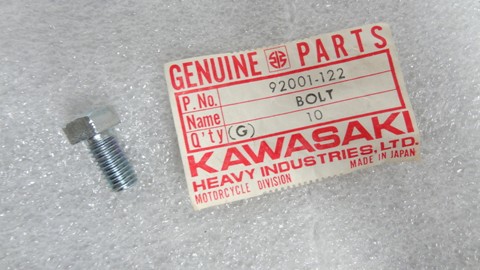 GENUINE PARTS
P. No. 92001-122
Name BOLT
Q'ty (G) 10
KAWASAKI
HEAVY INDUSTRIES, LTD.
MOTORCYCLE DIVISION MADE IN JAPAN